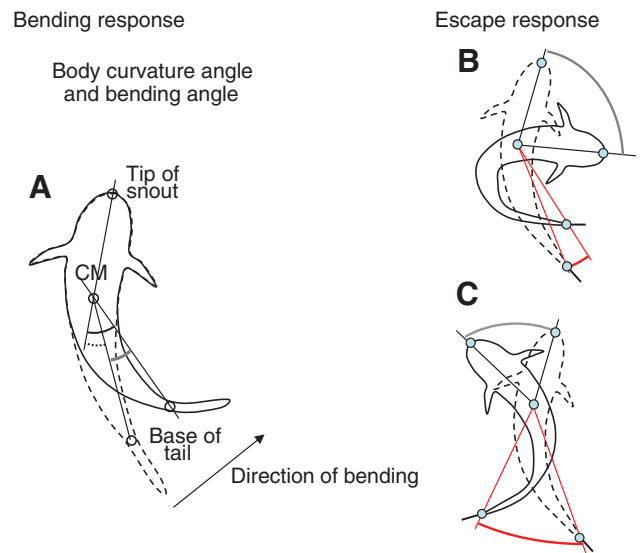 Bending response
Escape response
Body curvature angle
and bending angle
A
Tip of
snout
CM
Base of
tail
Direction of bending
B
C